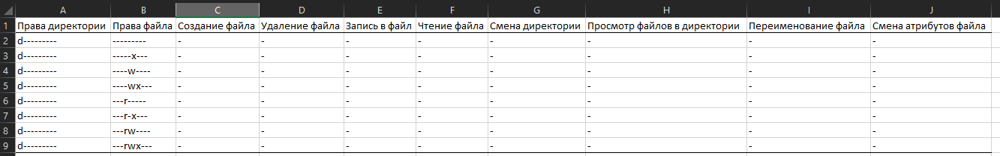 A B C D E F G H I J
1 Права директории Права файла Создание файла Удаление файла Запись в файл Чтение файла Смена директории Просмотр файлов в директории Переименование файла Смена атрибутов файла
2 d--------- --------- - - - - - - - -
3 d--------- -----x--- - - - - - - - -
4 d--------- ----w---- - - - - - - - -
5 d--------- ----wx--- - - - - - - - -
6 d--------- ---r----- - - - - - - - -
7 d--------- ---r-x--- - - - - - - - -
8 d--------- ---rw---- - - - - - - - -
9 d--------- ---rwx--- - - - - - - - -